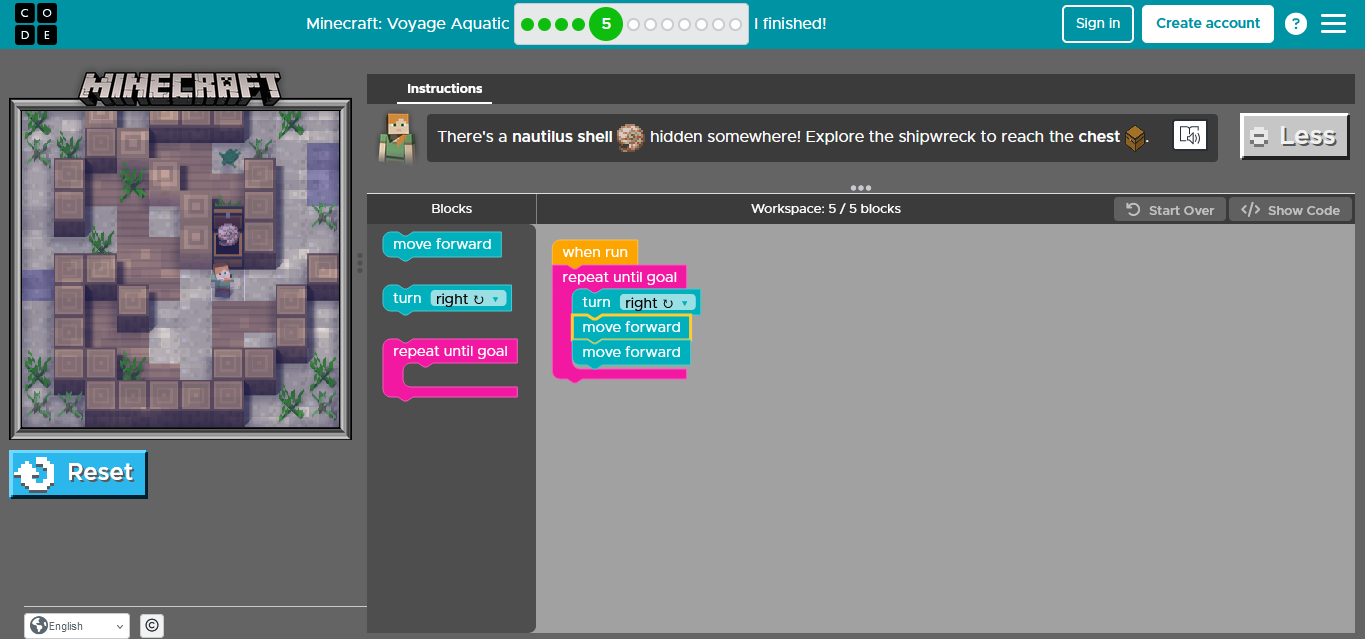 CODE
Minecraft: Voyage Aquatic
5
I finished!
Sign in
Create account
?
MINECRAFT
Instructions
There's a nautilus shell hidden somewhere! Explore the shipwreck to reach the chest .
Less
Blocks
Workspace: 5 / 5 blocks
Start Over
</> Show Code
move forward
turn right ↻ ▾
repeat until goal
when run
repeat until goal
turn right ↻ ▾
move forward
move forward
Reset
English
©